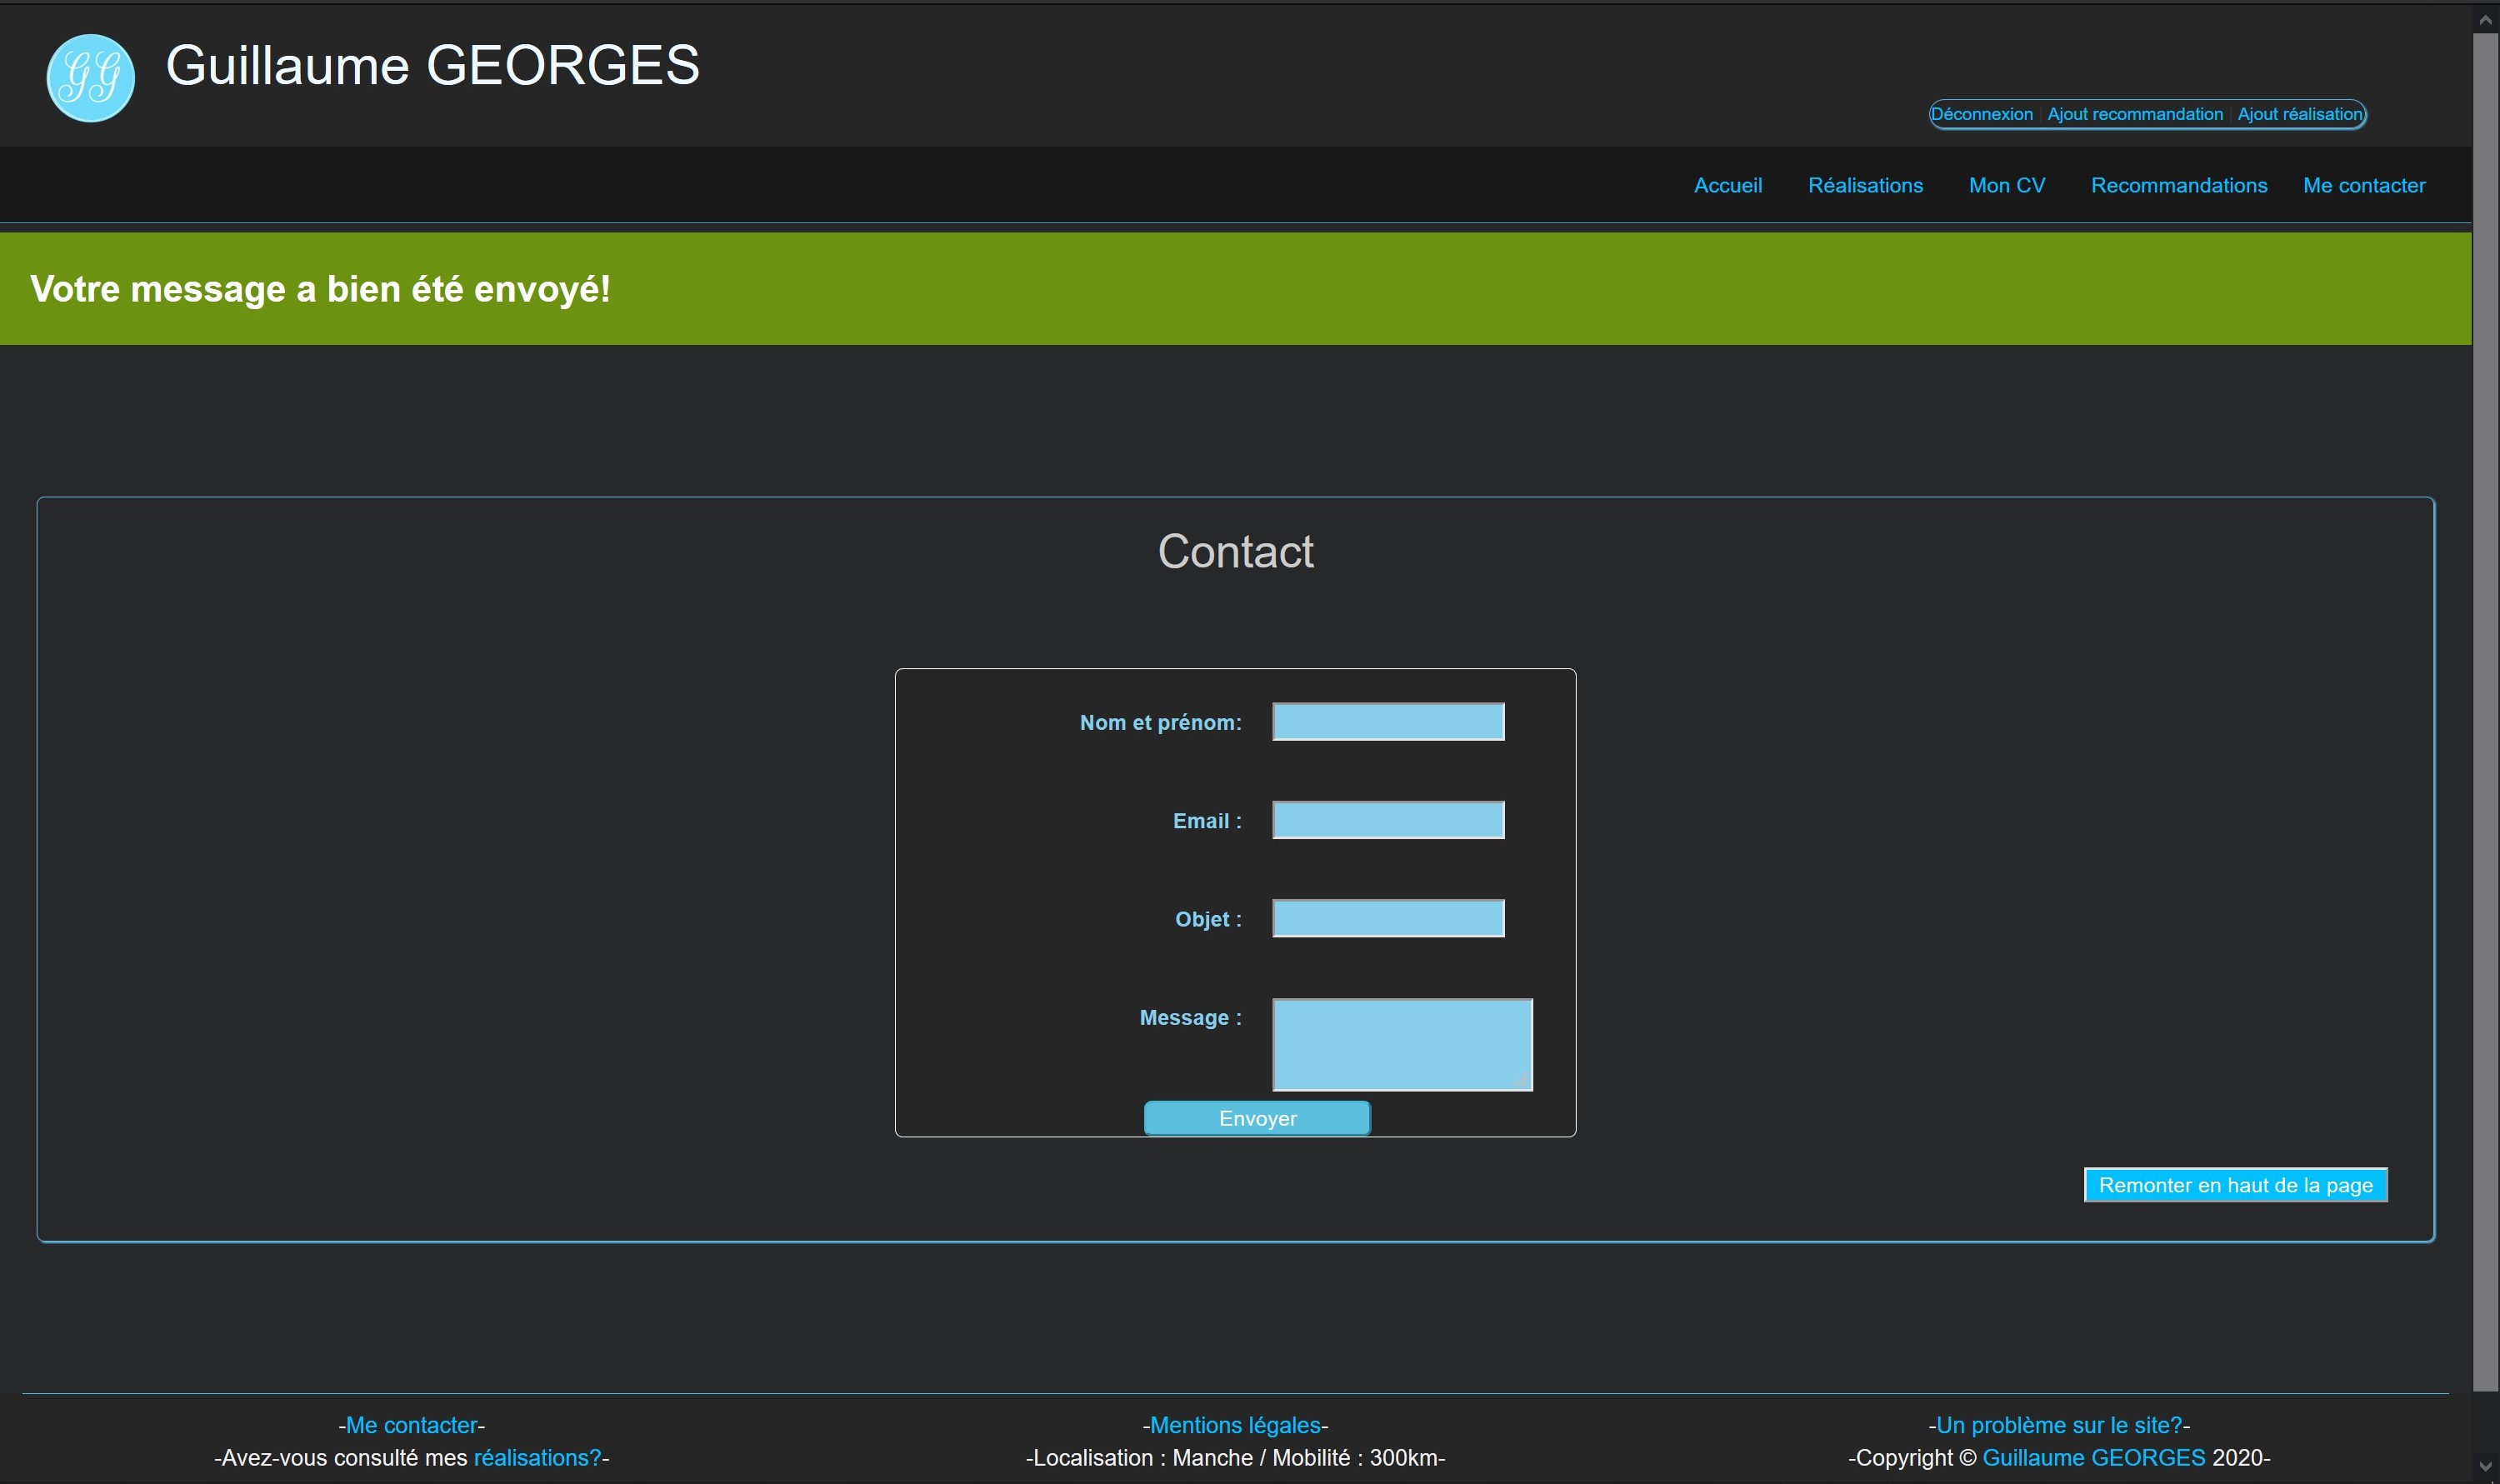 GG
Guillaume GEORGES
Déconnexion | Ajout recommandation | Ajout réalisation
Accueil Réalisations Mon CV Recommandations Me contacter
Votre message a bien été envoyé!
Contact
Nom et prénom:
Email :
Objet :
Message :
Envoyer
Remonter en haut de la page
-Me contacter- -Mentions légales- -Un problème sur le site?-
-Avez-vous consulté mes réalisations?- -Localisation : Manche / Mobilité : 300km- -Copyright © Guillaume GEORGES 2020-